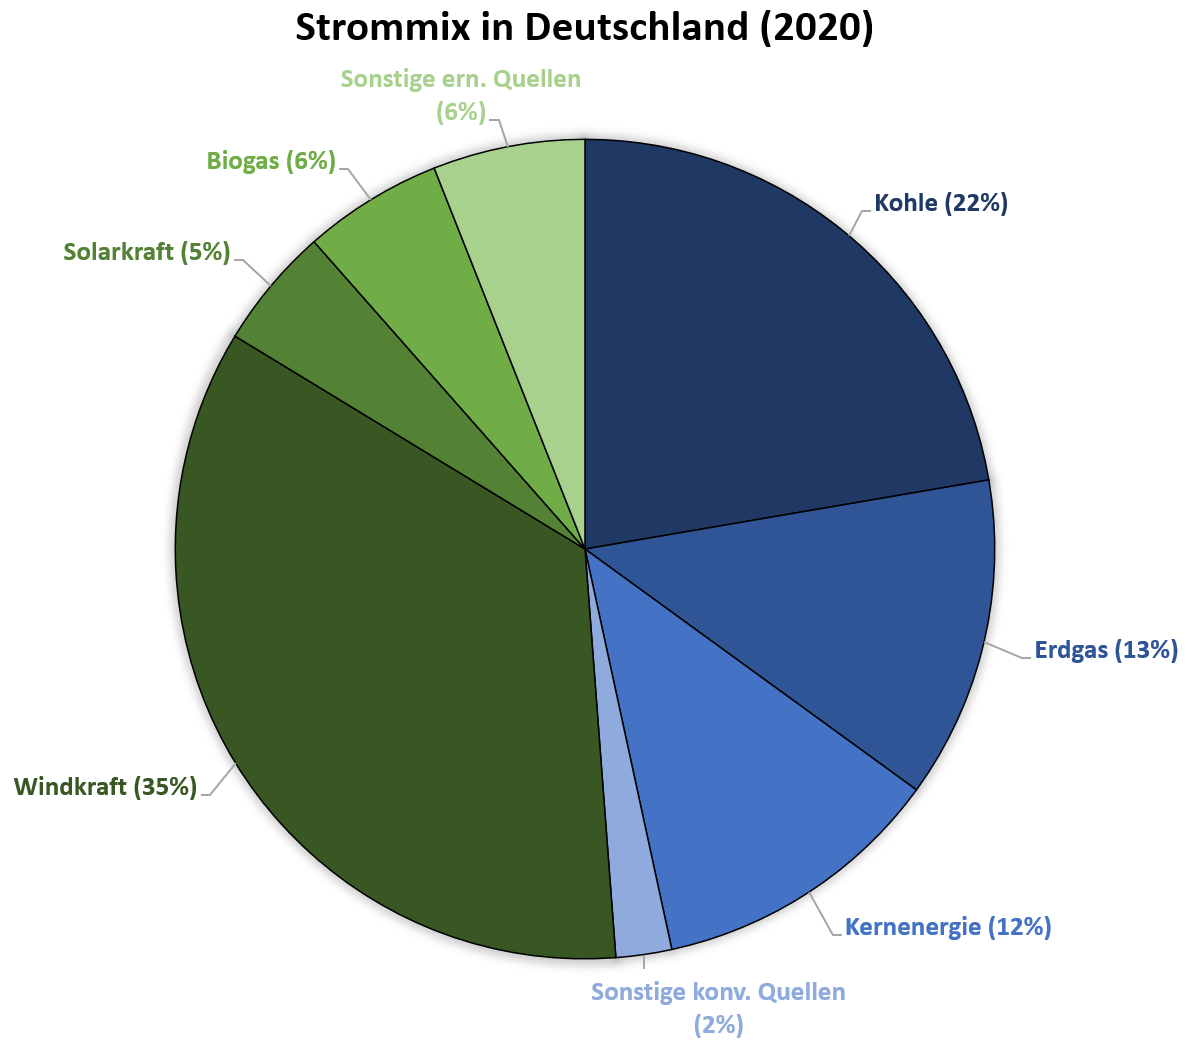 Strommix in Deutschland (2020)
Sonstige ern. Quellen
(6%)
Biogas (6%)
Kohle (22%)
Solarkraft (5%)
Erdgas (13%)
Windkraft (35%)
Kernenergie (12%)
Sonstige konv. Quellen
(2%)